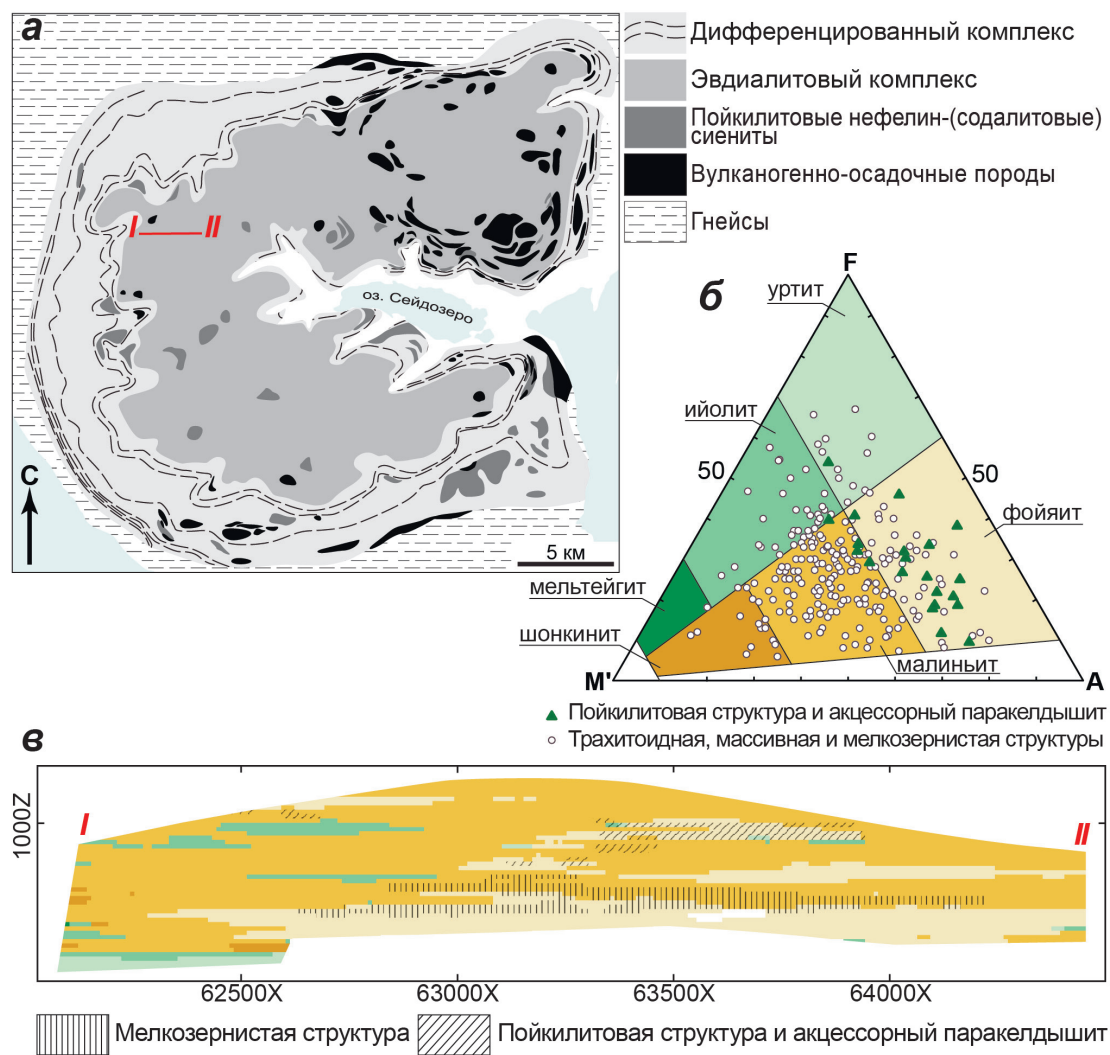 а
Дифференцированный комплекс
Эвдиалитовый комплекс
Пойкилитовые нефелин-(содалитовые)
сиениты
Вулканогенно-осадочные породы
Гнейсы
I II
оз. Сейдозеро
С
5 км
б
F
уртит
ийолит
50 50
фойяит
мельтейгит
шонкинит
малиньит
M' A
Пойкилитовая структура и акцессорный паракелдышит
Трахитоидная, массивная и мелкозернистая структуры
в
I
II
1000Z
62500X 63000X 63500X 64000X
Мелкозернистая структура
Пойкилитовая структура и акцессорный паракелдышит